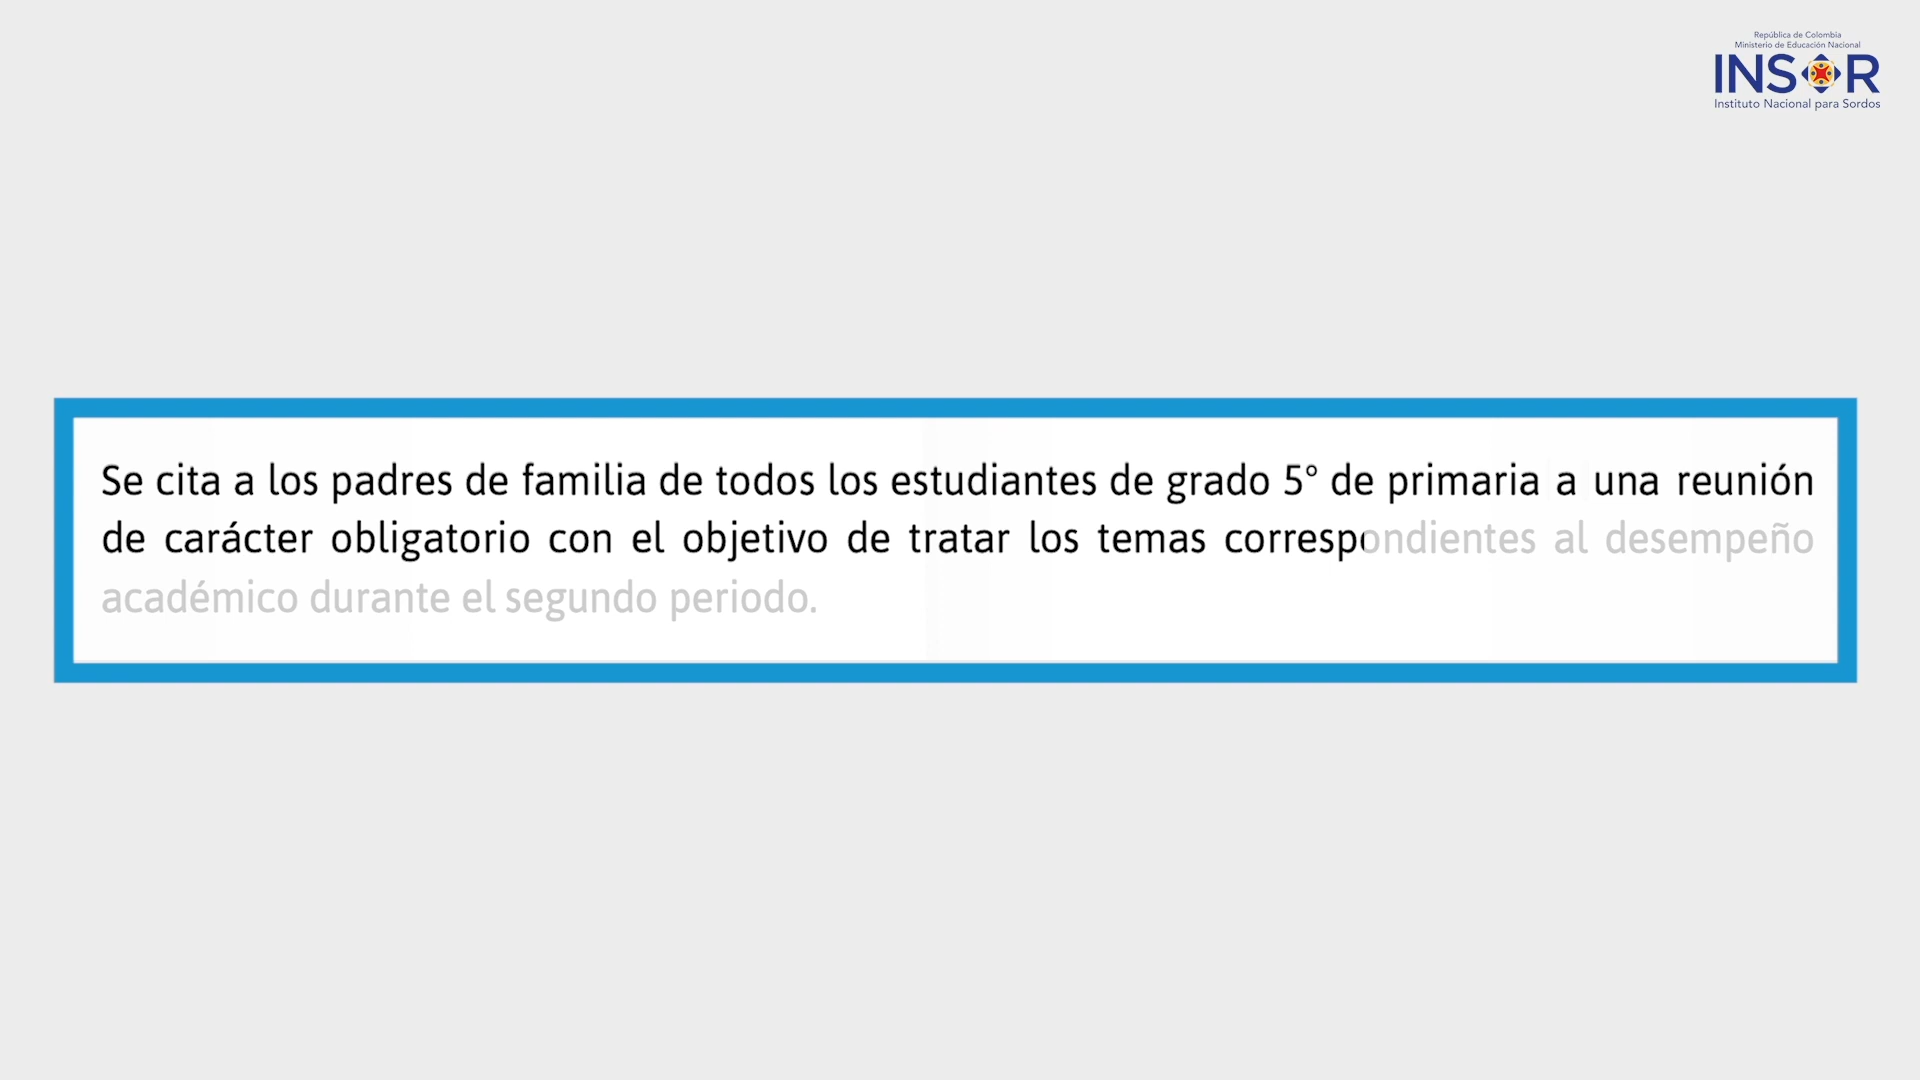 República de Colombia
Ministerio de Educación Nacional
INSOR
Instituto Nacional para Sordos
Se cita a los padres de familia de todos los estudiantes de grado 5° de primaria a una reunión
de carácter obligatorio con el objetivo de tratar los temas correspondientes al desempeño
académico durante el segundo periodo.